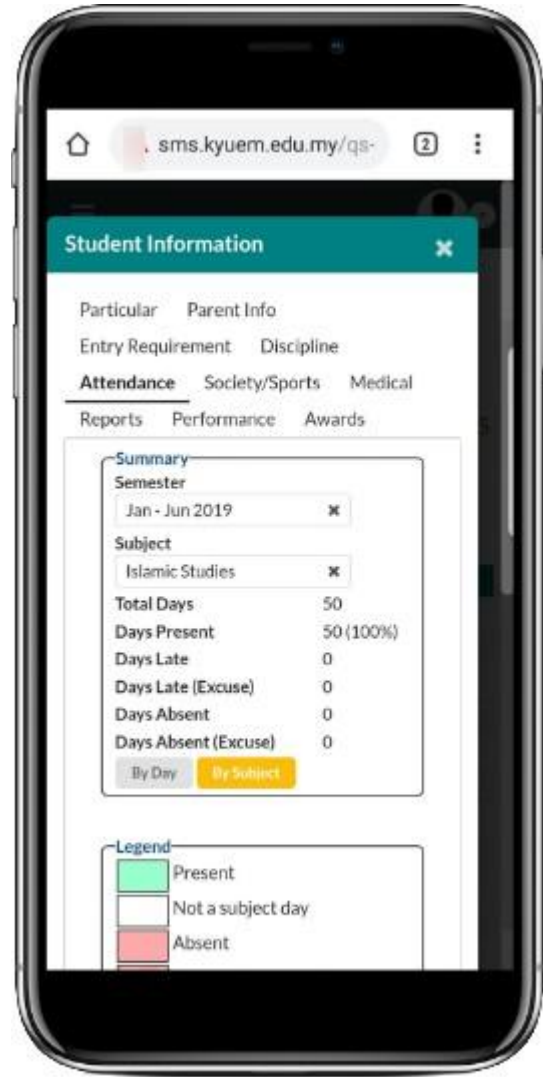 sms.kyuem.edu.my/qs-
2
Student Information
Particular Parent Info
Entry Requirement Discipline
Attendance Society/Sports Medical
Reports Performance Awards
Summary
Semester
Jan - Jun 2019
Subject
Islamic Studies
Total Days 50
Days Present 50 (100%)
Days Late 0
Days Late (Excuse) 0
Days Absent 0
Days Absent (Excuse) 0
By Day By Subject
Legend
Present
Not a subject day
Absent